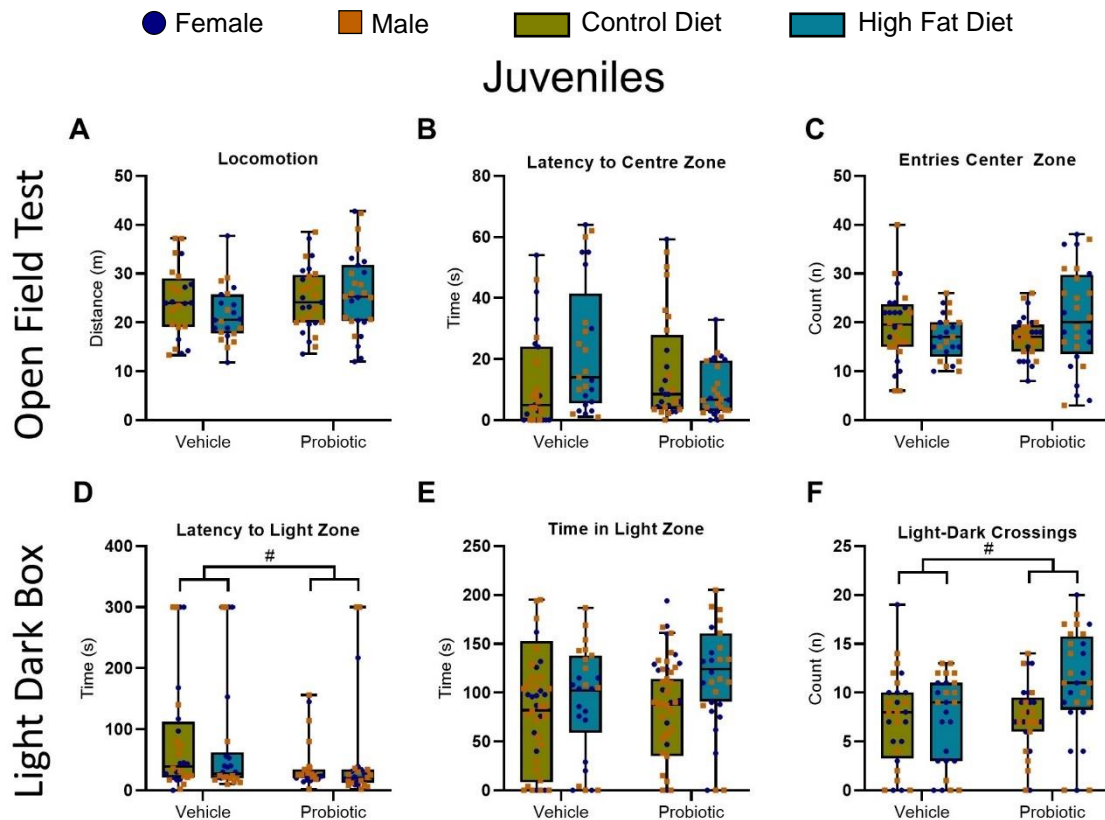 Female Male Control Diet High Fat Diet
Juveniles
Open Field Test
A
Locomotion
Distance (m)
50
40
30
20
10
0
Vehicle Probiotic
B
Latency to Centre Zone
Time (s)
80
60
40
20
0
Vehicle Probiotic
C
Entries Center Zone
Count (n)
50
40
30
20
10
0
Vehicle Probiotic
Light Dark Box
D
Latency to Light Zone
#
Time (s)
400
300
200
100
0
Vehicle Probiotic
E
Time in Light Zone
Time (s)
250
200
150
100
50
0
Vehicle Probiotic
F
Light-Dark Crossings
#
Count (n)
25
20
15
10
5
0
Vehicle Probiotic